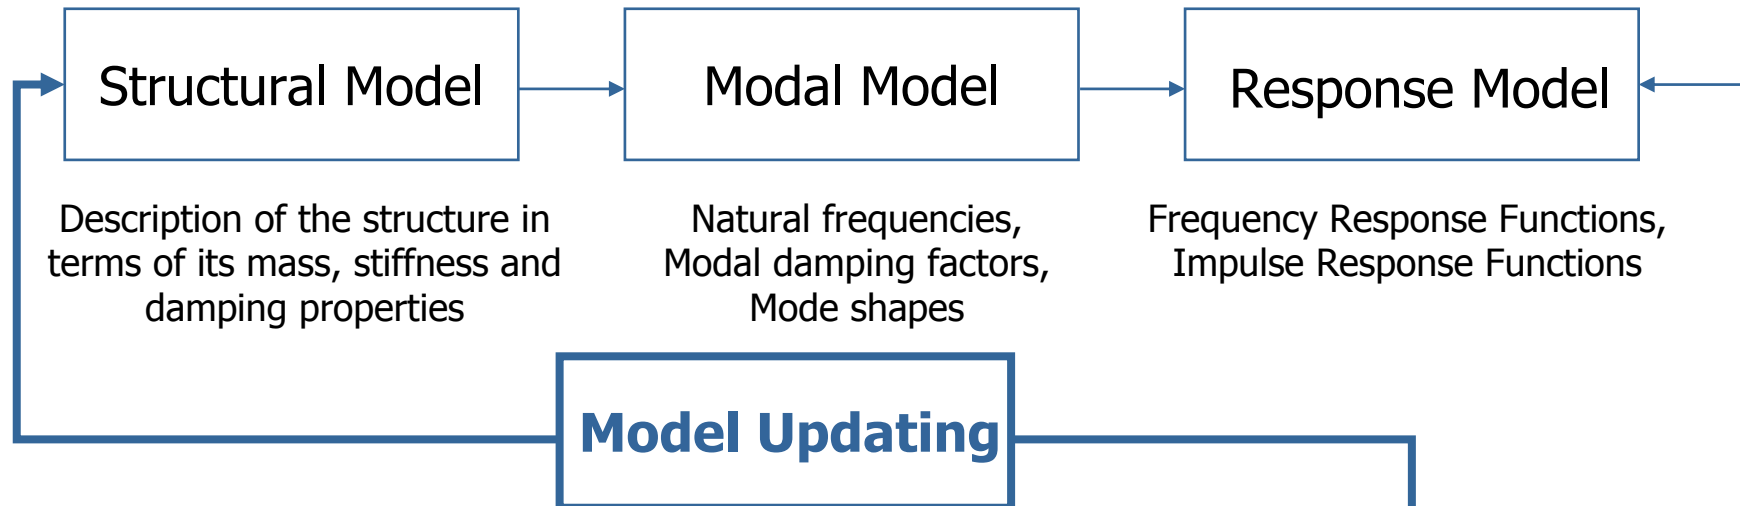 Structural Model
Modal Model
Response Model
Description of the structure in
terms of its mass, stiffness and
damping properties
Natural frequencies,
Modal damping factors,
Mode shapes
Frequency Response Functions,
Impulse Response Functions
Model Updating